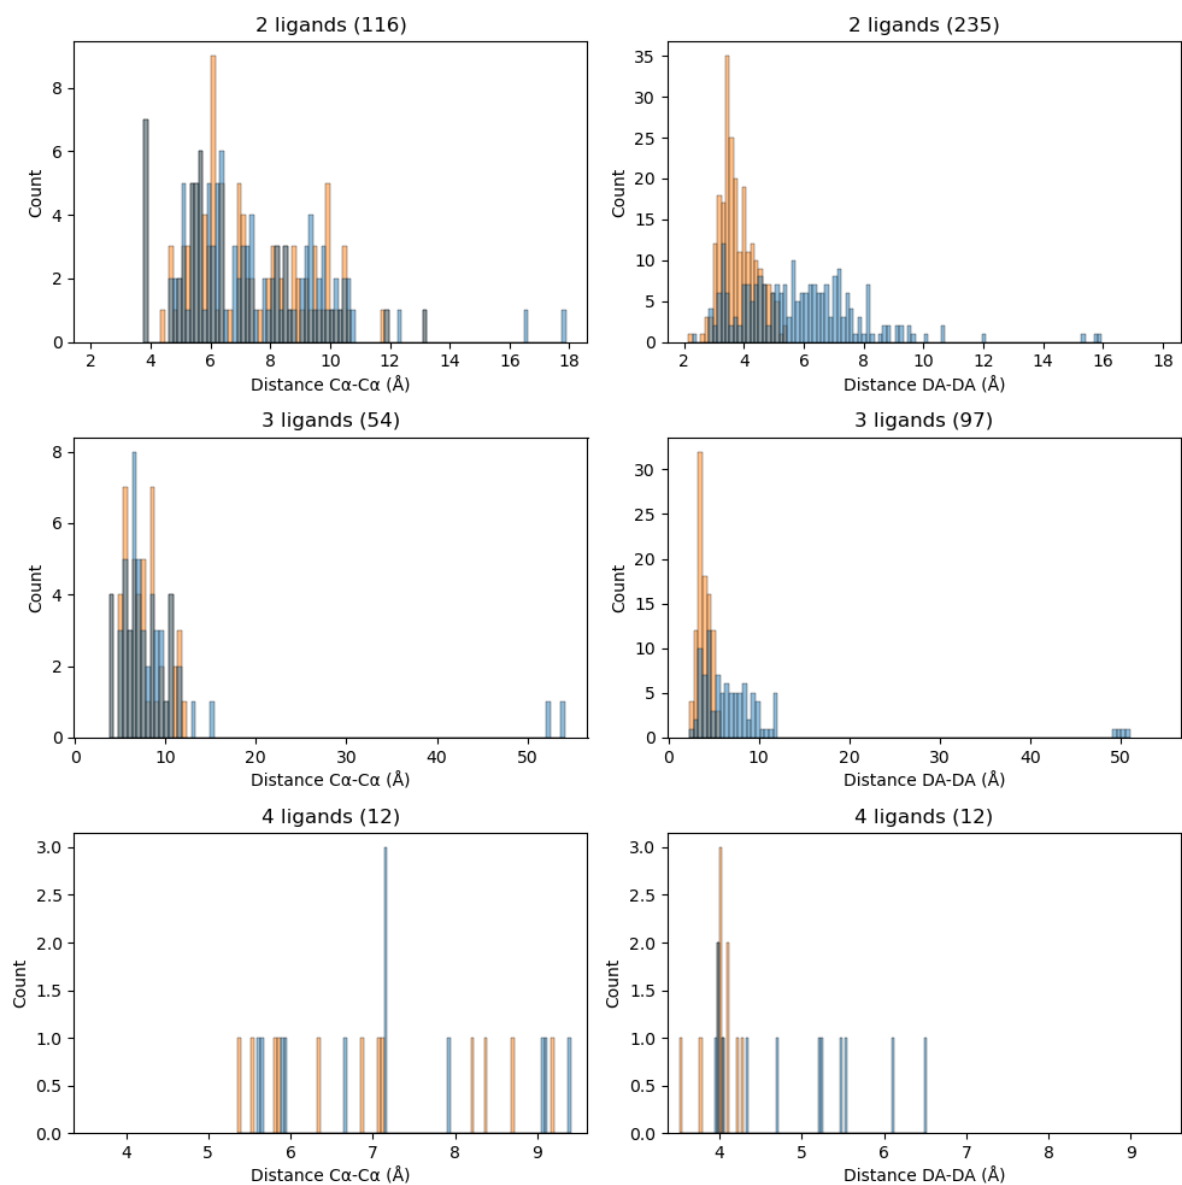 2 ligands (116)
8
6
4
2
0
Count
2 4 6 8 10 12 14 16 18
Distance Cα-Cα (Å)
2 ligands (235)
35
30
25
20
15
10
5
0
Count
2 4 6 8 10 12 14 16 18
Distance DA-DA (Å)
3 ligands (54)
8
6
4
2
0
Count
0 10 20 30 40 50
Distance Cα-Cα (Å)
3 ligands (97)
30
25
20
15
10
5
0
Count
0 10 20 30 40 50
Distance DA-DA (Å)
4 ligands (12)
3.0
2.5
2.0
1.5
1.0
0.5
0.0
Count
4 5 6 7 8 9
Distance Cα-Cα (Å)
4 ligands (12)
3.0
2.5
2.0
1.5
1.0
0.5
0.0
Count
4 5 6 7 8 9
Distance DA-DA (Å)